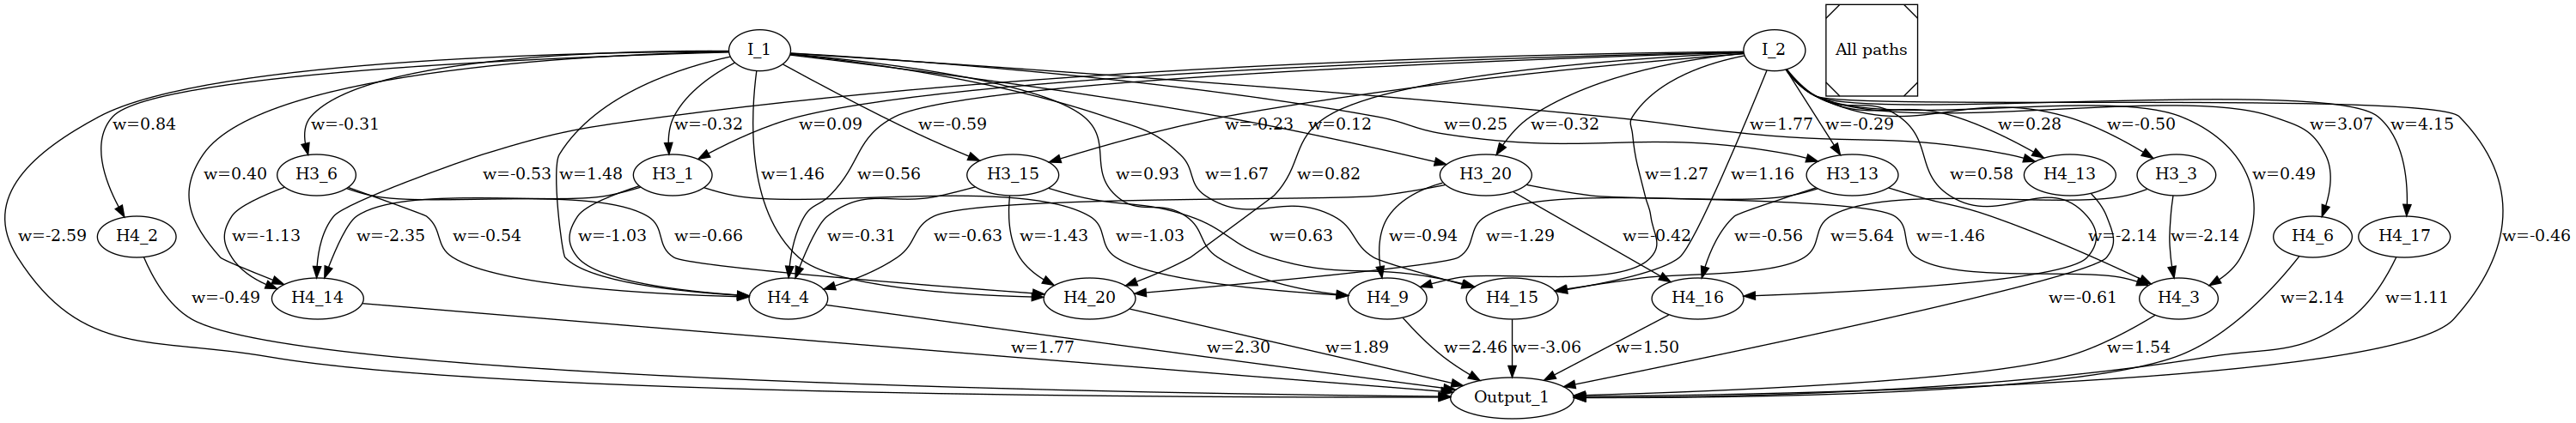 I_1
I_2
All paths
w=0.84
w=-0.31
w=-0.32
w=0.09
w=-0.59
w=-0.23
w=0.12
w=0.25
w=-0.32
w=1.77
w=-0.29
w=0.28
w=-0.50
w=3.07
w=4.15
H3_6
w=0.40
w=-0.53
w=1.48
H3_1
w=1.46
w=0.56
H3_15
w=0.93
w=1.67
w=0.82
H3_20
w=1.27
w=1.16
H3_13
w=0.58
H4_13
H3_3
w=0.49
w=-2.59
H4_2
w=-1.13
w=-2.35
w=-0.54
w=-1.03
w=-0.66
w=-0.31
w=-0.63
w=-1.43
w=-1.03
w=0.63
w=-0.94
w=-1.29
w=-0.42
w=-0.56
w=5.64
w=-1.46
w=-2.14
w=-2.14
H4_6
H4_17
w=-0.46
w=-0.49
H4_14
H4_4
H4_20
H4_9
H4_15
H4_16
w=-0.61
H4_3
w=2.14
w=1.11
w=1.77
w=2.30
w=1.89
w=2.46
w=-3.06
w=1.50
w=1.54
Output_1